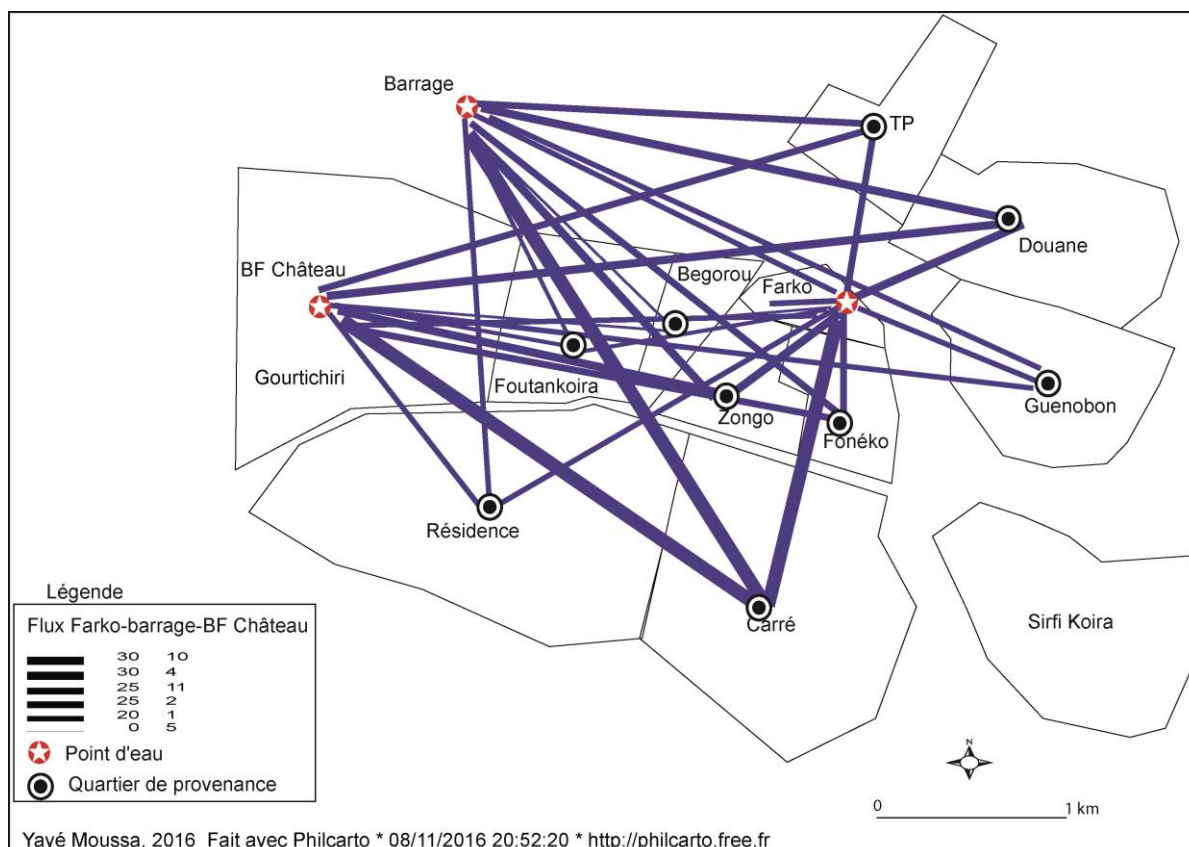 Barrage
TP
Douane
BF Château
Begorou
Farko
Gourtichiri
Foutankoira
Zongo
Fonéko
Guenobon
Résidence
Carré
Sirfi Koira
Légende
Flux Farko-barrage-BF Château
30 10
30 4
25 11
25 2
20 1
0 5
Point d'eau
Quartier de provenance
N
0 1 km
Yayé Moussa, 2016 Fait avec Philcarto * 08/11/2016 20:52:20 * http://philcarto.free.fr